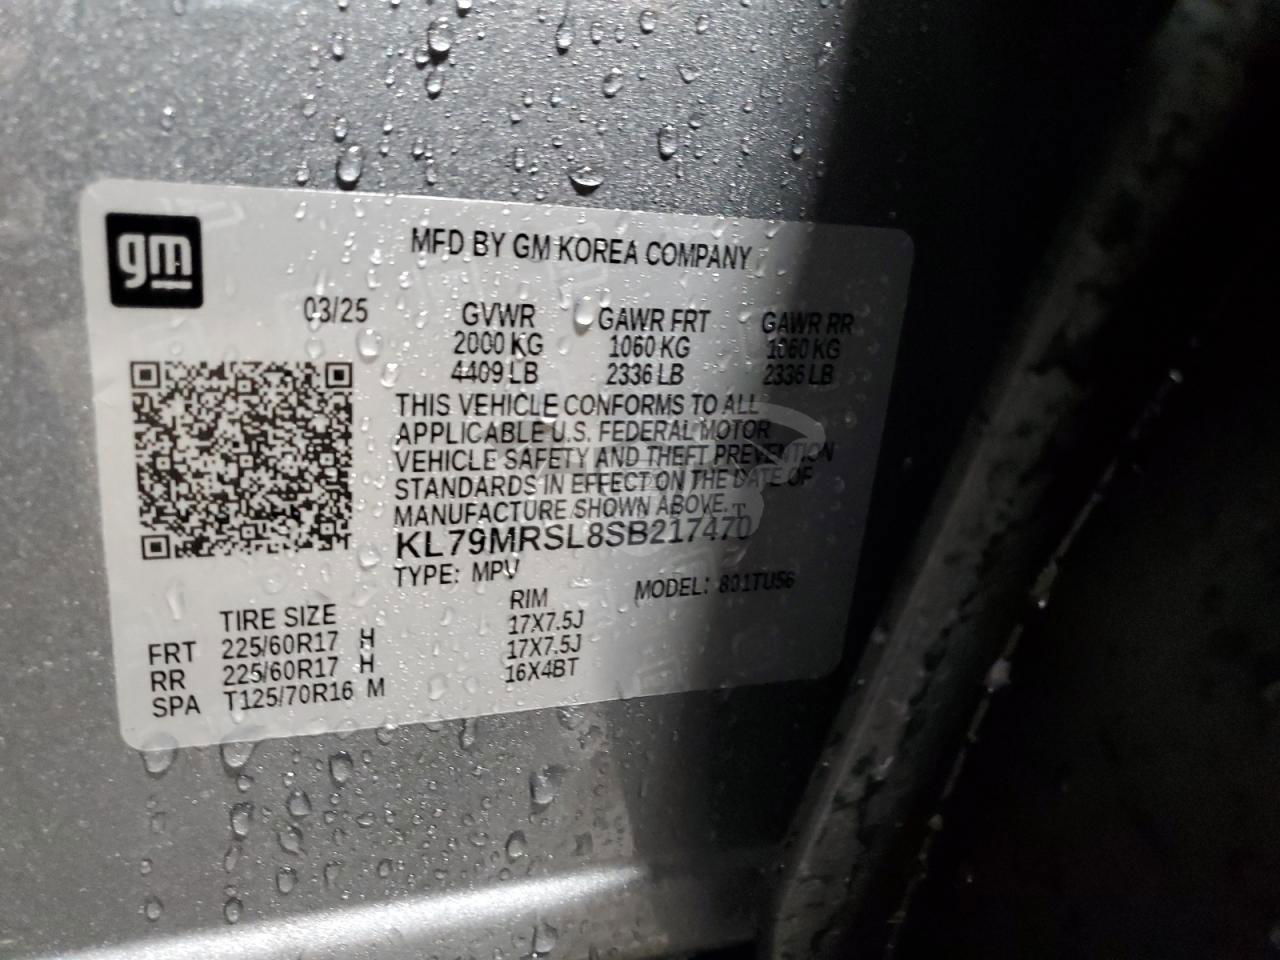 gm
MFD BY GM KOREA COMPANY
03/25 GVWR GAWR FRT GAWR RR
2000 KG 1060 KG 1060 KG
4409 LB 2336 LB 2336 LB
THIS VEHICLE CONFORMS TO ALL
APPLICABLE U.S. FEDERAL MOTOR
VEHICLE SAFETY AND THEFT PREVENTION
STANDARDS IN EFFECT ON THE DATE OF
MANUFACTURE SHOWN ABOVE.
KL79MRSL8SB217470
TYPE: MPV MODEL: 801TU56
TIRE SIZE RIM
FRT 225/60R17 H 17X7.5J
RR 225/60R17 H 17X7.5J
SPA T125/70R16 M 16X4BT